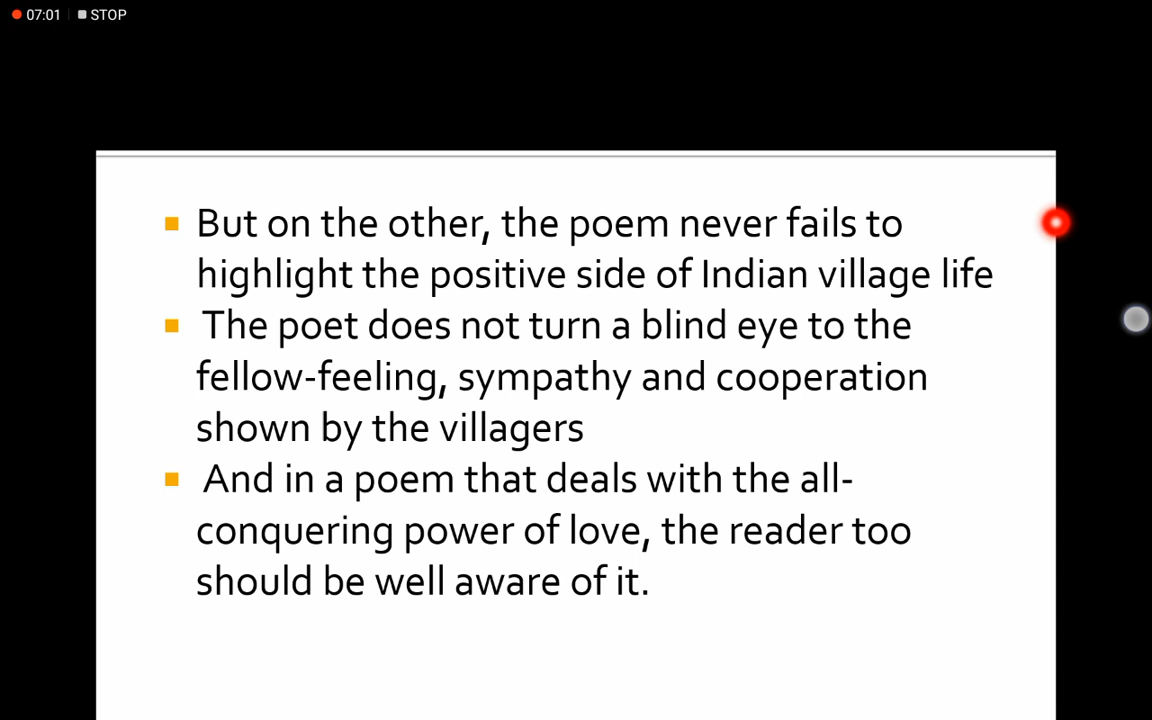 07:01 STOP
But on the other, the poem never fails to
highlight the positive side of Indian village life
The poet does not turn a blind eye to the
fellow-feeling, sympathy and cooperation
shown by the villagers
And in a poem that deals with the all-
conquering power of love, the reader too
should be well aware of it.